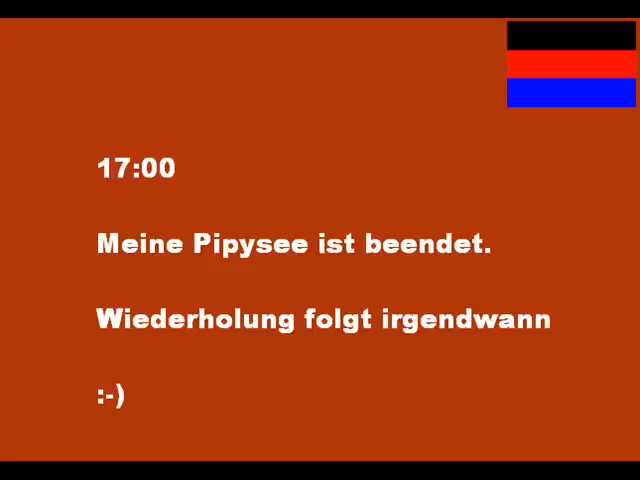 17:00
Meine Pipysee ist beendet.
Wiederholung folgt irgendwann
:-)